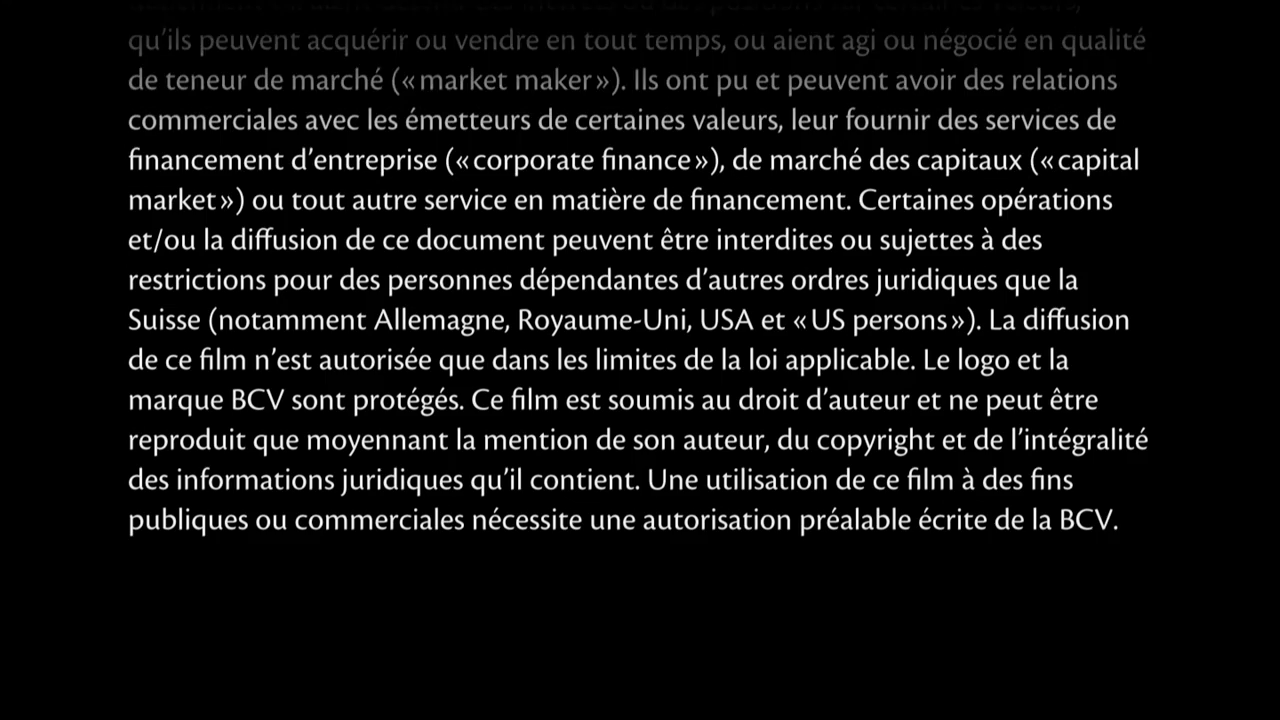 qu’ils peuvent acquérir ou vendre en tout temps, ou aient agi ou négocié en qualité
de teneur de marché (« market maker »). Ils ont pu et peuvent avoir des relations
commerciales avec les émetteurs de certaines valeurs, leur fournir des services de
financement d’entreprise (« corporate finance »), de marché des capitaux (« capital
market ») ou tout autre service en matière de financement. Certaines opérations
et/ou la diffusion de ce document peuvent être interdites ou sujettes à des
restrictions pour des personnes dépendantes d’autres ordres juridiques que la
Suisse (notamment Allemagne, Royaume-Uni, USA et « US persons »). La diffusion
de ce film n’est autorisée que dans les limites de la loi applicable. Le logo et la
marque BCV sont protégés. Ce film est soumis au droit d’auteur et ne peut être
reproduit que moyennant la mention de son auteur, du copyright et de l’intégralité
des informations juridiques qu’il contient. Une utilisation de ce film à des fins
publiques ou commerciales nécessite une autorisation préalable écrite de la BCV.